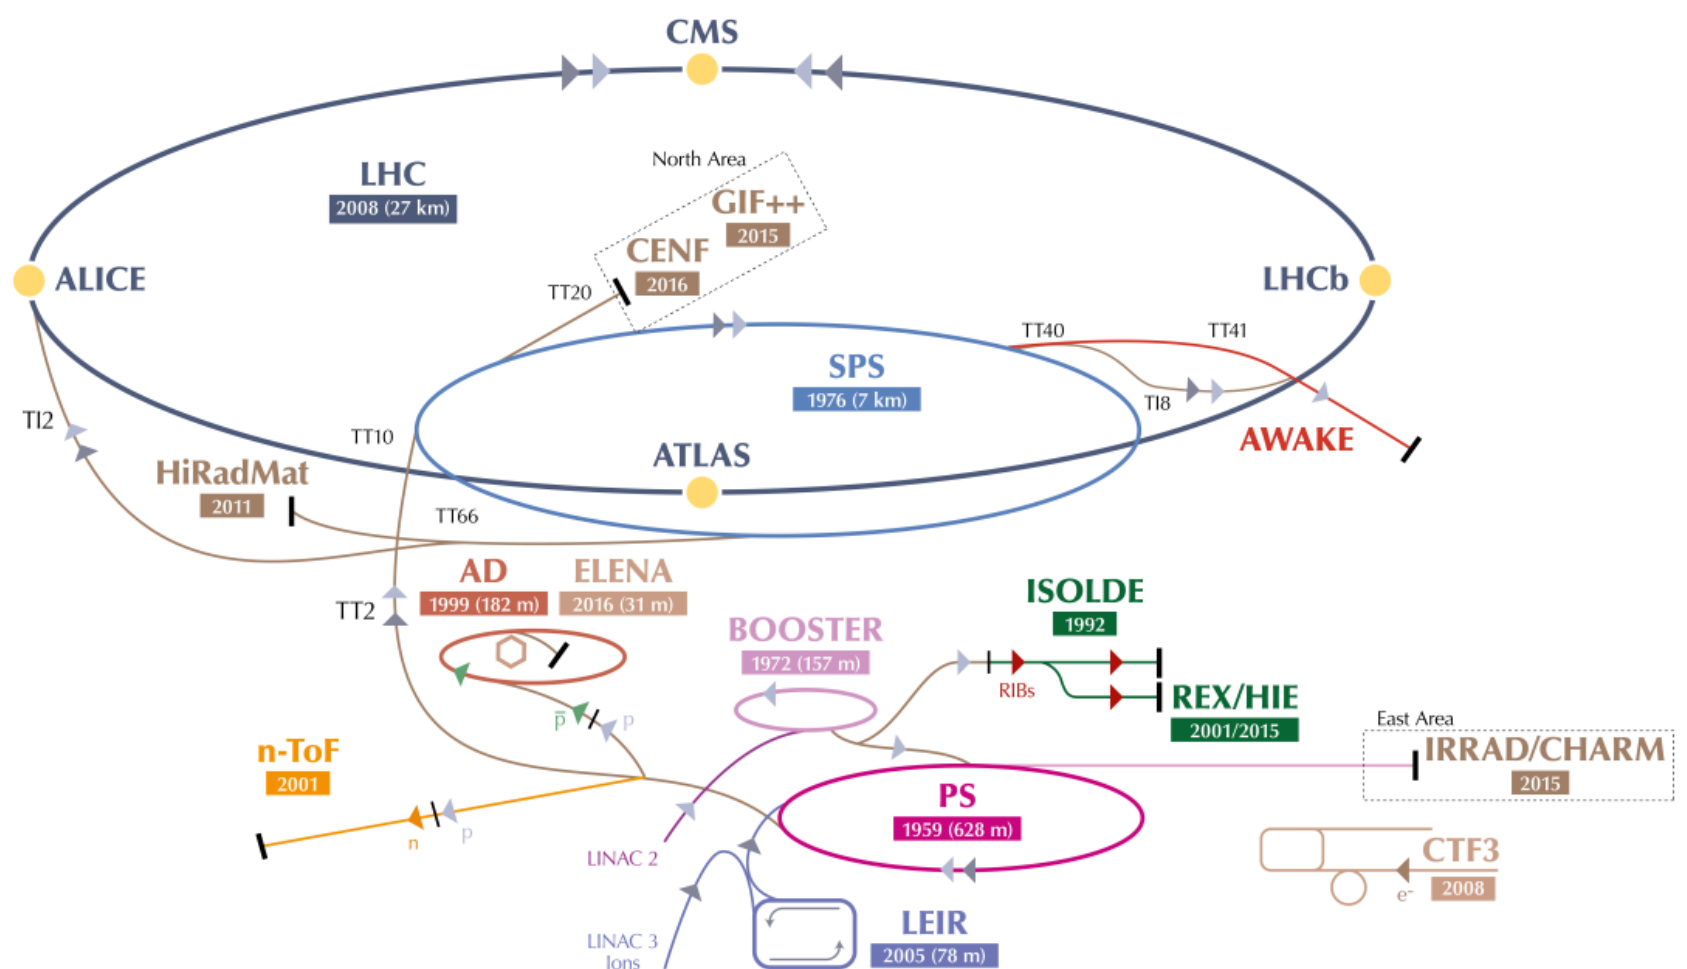 CMS
North Area
LHC
2008 (27 km)
GIF++
2015
CENF
2016
ALICE
LHCb
TT20
TT40
TT41
SPS
1976 (7 km)
TI2
TI8
TT10
ATLAS
AWAKE
HiRadMat
2011
TT66
AD
1999 (182 m)
ELENA
2016 (31 m)
TT2
ISOLDE
1992
BOOSTER
1972 (157 m)
RIBs
REX/HIE
2001/2015
p̅
p
East Area
n-ToF
2001
IRRAD/CHARM
2015
PS
1959 (628 m)
n
p
LINAC 2
CTF3
2008
e-
LEIR
2005 (78 m)
LINAC 3
Ions